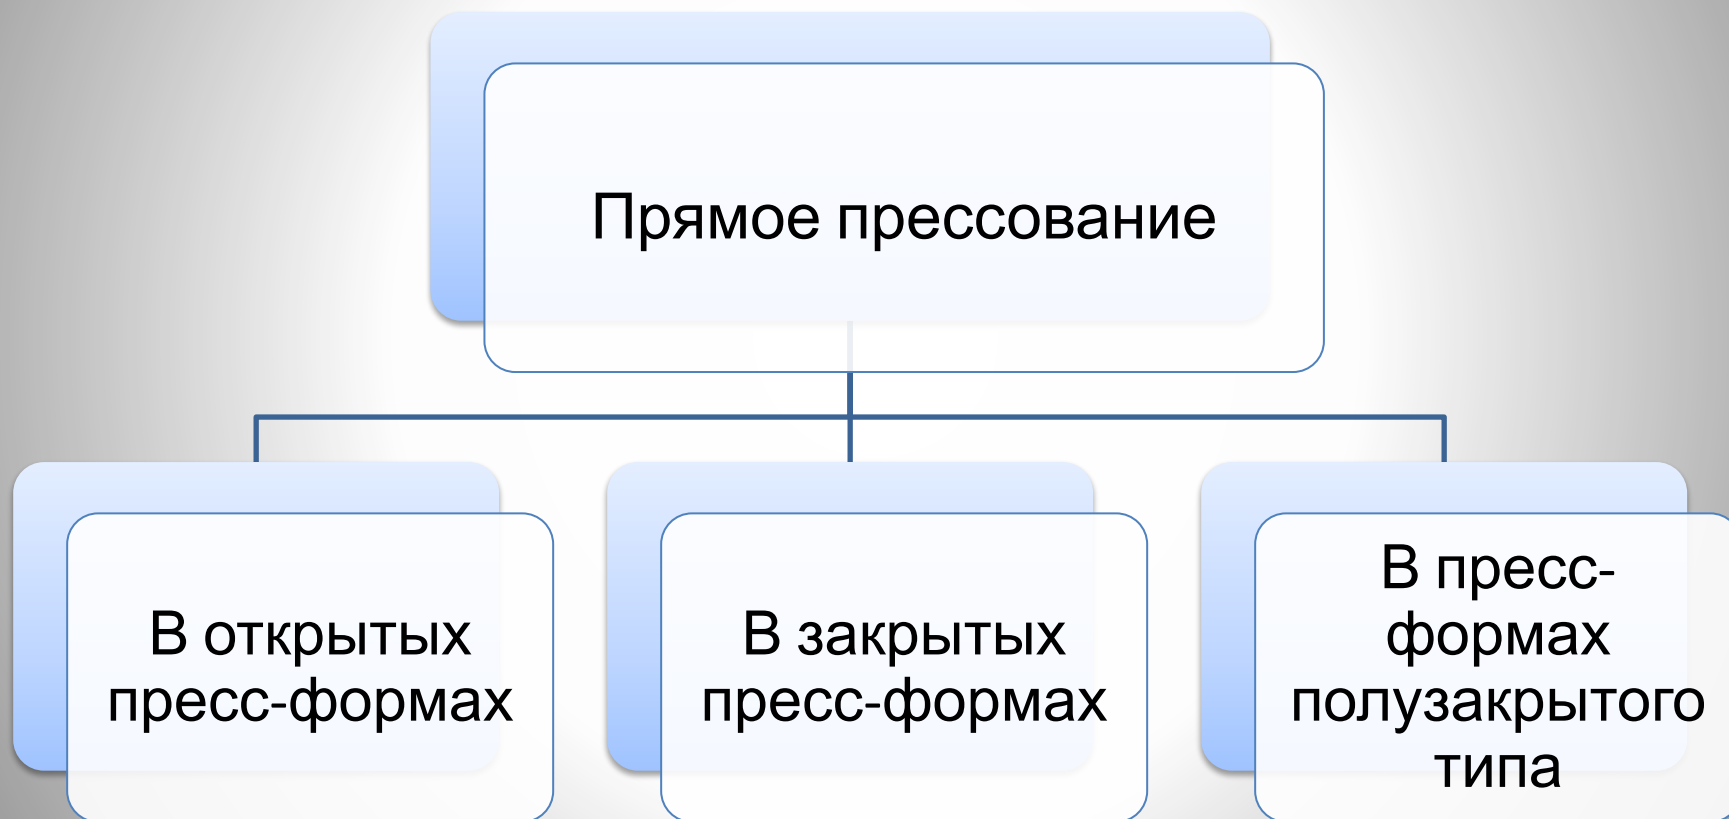 Прямое прессование
В открытых
пресс-формах
В закрытых
пресс-формах
В пресс-
формах
полузакрытого
типа